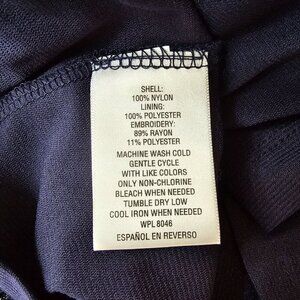 SHELL:
100% NYLON
LINING:
100% POLYESTER
EMBROIDERY:
89% RAYON
11% POLYESTER
MACHINE WASH COLD
GENTLE CYCLE
WITH LIKE COLORS
ONLY NON-CHLORINE
BLEACH WHEN NEEDED
TUMBLE DRY LOW
COOL IRON WHEN NEEDED
WPL 8046
ESPAÑOL EN REVERSO